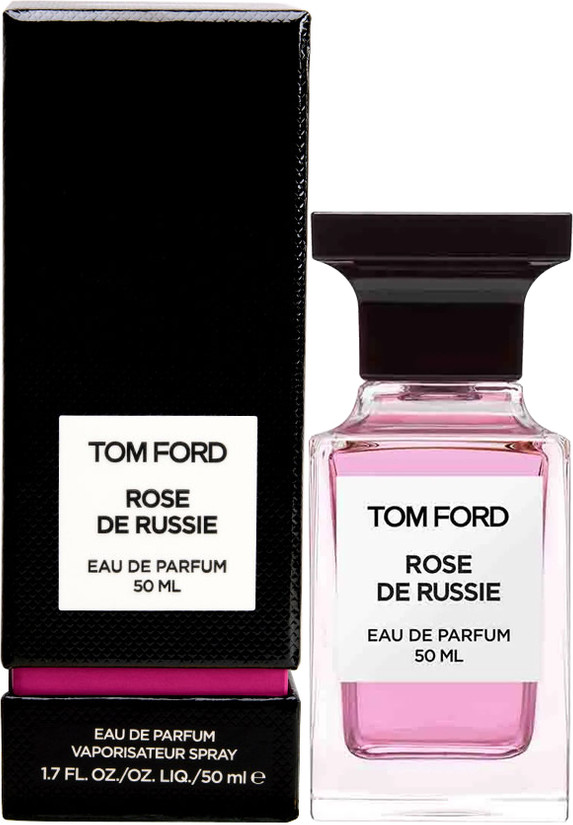 TOM FORD
ROSE
DE RUSSIE
EAU DE PARFUM
50 ML
EAU DE PARFUM
VAPORISATEUR SPRAY
1.7 FL. OZ./OZ. LIQ./50 ml ℮
TOM FORD
ROSE
DE RUSSIE
EAU DE PARFUM
50 ML